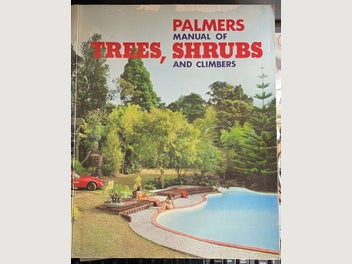 PALMERS
MANUAL OF
TREES, SHRUBS
AND CLIMBERS